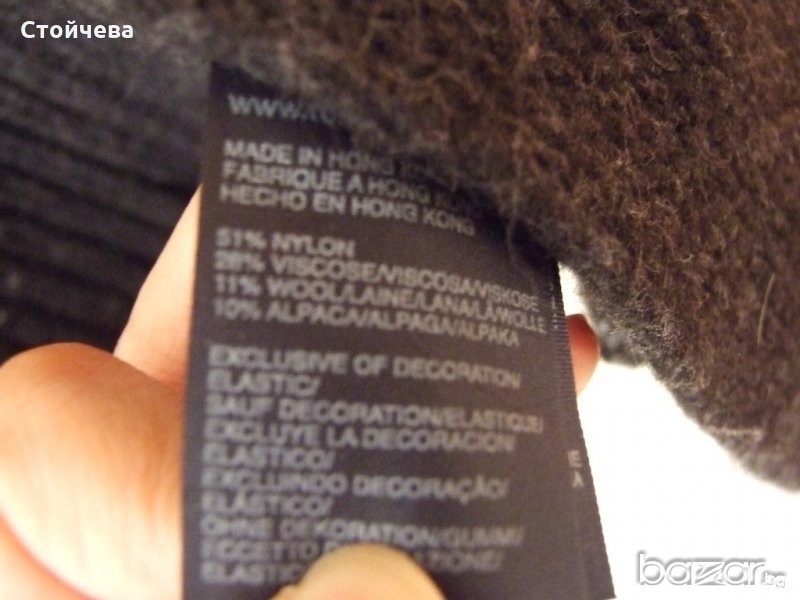 Стойчева
MADE IN HONG
FABRIQUE A HONG
HECHO EN HONG KONG
51% NYLON
28% VISCOSE/VISCOSA/VISKOSE
11% WOOL/LAINE/LANA/LÃ/WOLLE
10% ALPACA/ALPAGA/ALPAKA
EXCLUSIVE OF DECORATION/
ELASTIC/
SAUF DECORATION/ELASTIQUE/
EXCLUYE LA DECORACION/
ELASTICO/
EXCLUINDO DECORAÇÃO/
ELÁSTICO/
OHNE DEKORATION/GUMMI/
ECCETTO
bazar.bg